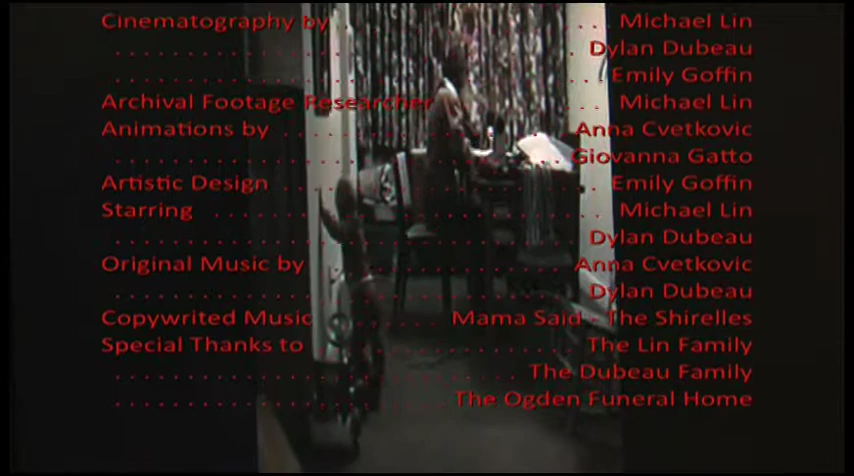 Cinematography by . . . . . . . . . . . . . . . . . . Michael Lin
. . . . . . . . . . . . . . . . . . . . . . . . . . . . . . Dylan Dubeau
. . . . . . . . . . . . . . . . . . . . . . . . . . . . . . Emily Goffin
Archival Footage Researcher . . . . . . . . . . Michael Lin
Animations by . . . . . . . . . . . . . . . . . . . . Anna Cvetkovic
. . . . . . . . . . . . . . . . . . . . . . . . . . . . . Giovanna Gatto
Artistic Design . . . . . . . . . . . . . . . . . . . . . Emily Goffin
Starring . . . . . . . . . . . . . . . . . . . . . . . . . . Michael Lin
. . . . . . . . . . . . . . . . . . . . . . . . . . . . . . Dylan Dubeau
Original Music by . . . . . . . . . . . . . . . . . Anna Cvetkovic
. . . . . . . . . . . . . . . . . . . . . . . . . . . . . . Dylan Dubeau
Copywrited Music . . . . . . . Mama Said - The Shirelles
Special Thanks to . . . . . . . . . . . . . . . . . The Lin Family
. . . . . . . . . . . . . . . . . . . . . . . . . . The Dubeau Family
. . . . . . . . . . . . . . . . . . . . . The Ogden Funeral Home